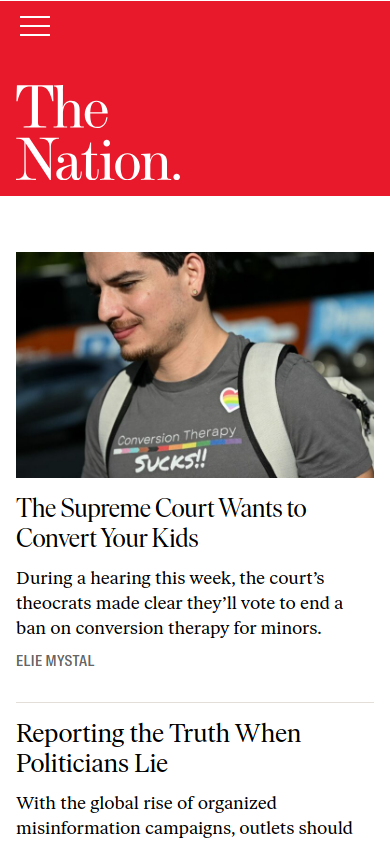 The
Nation.
Conversion Therapy
SUCKS!!
The Supreme Court Wants to
Convert Your Kids
During a hearing this week, the court’s
theocrats made clear they’ll vote to end a
ban on conversion therapy for minors.
ELIE MYSTAL
Reporting the Truth When
Politicians Lie
With the global rise of organized
misinformation campaigns, outlets should